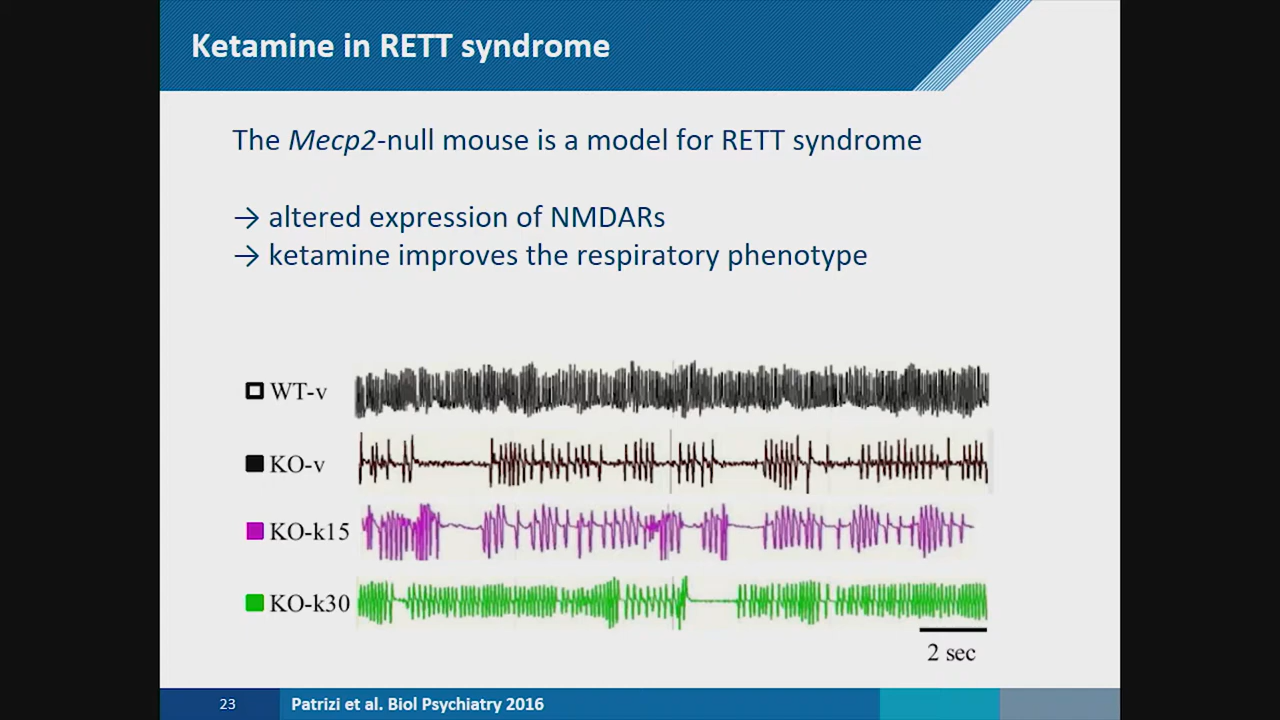 Ketamine in RETT syndrome
The Mecp2-null mouse is a model for RETT syndrome
→ altered expression of NMDARs
→ ketamine improves the respiratory phenotype
WT-v
KO-v
KO-k15
KO-k30
2 sec
23
Patrizi et al. Biol Psychiatry 2016